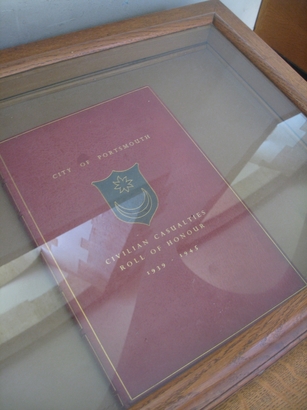 CITY OF PORTSMOUTH
CIVILIAN CASUALTIES
ROLL OF HONOUR
1939 - 1945